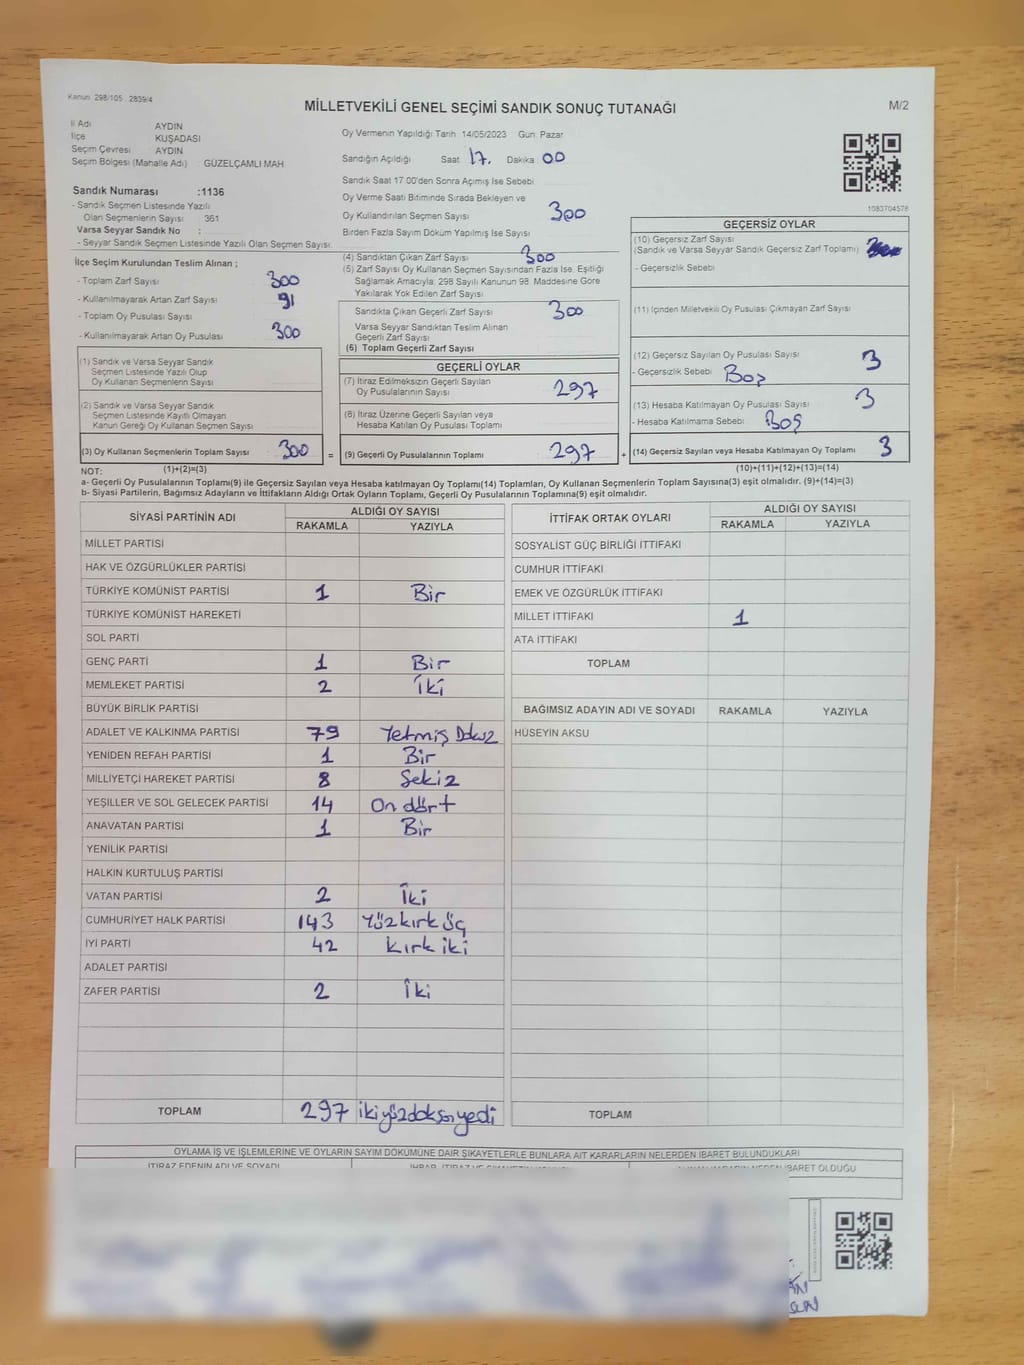 Kanun: 298/105 2839/4
MİLLETVEKİLİ GENEL SEÇİMİ SANDIK SONUÇ TUTANAĞI
M/2
İl Adı AYDIN
İlçe KUŞADASI
Seçim Çevresi AYDIN
Seçim Bölgesi (Mahalle Adı) : GÜZELÇAMLI MAH
Sandık Numarası :1136
- Sandık Seçmen Listesinde Yazılı
Olan Seçmenlerin Sayısı 361
Varsa Seyyar Sandık No :
- Seyyar Sandık Seçmen Listesinde Yazılı Olan Seçmen Sayısı:
Oy Vermenin Yapıldığı Tarih 14/05/2023 Gün Pazar
Sandığın Açıldığı Saat 17. Dakika 00
Sandık Saat 17.00'den Sonra Açımış İse Sebebi
Oy Verme Saati Bitiminde Sırada Bekleyen ve
Oy Kullandırılan Seçmen Sayısı 300
Birden Fazla Sayım Döküm Yapılmış İse Sayısı
1083704578
İlçe Seçim Kurulundan Teslim Alınan ;
- Toplam Zarf Sayısı 300
- Kullanılmayarak Artan Zarf Sayısı 91
- Toplam Oy Pusulası Sayısı
- Kullanılmayarak Artan Oy Pusulası 300
(4) Sandıktan Çıkan Zarf Sayısı 300
(5) Zarf Sayısı Oy Kullanan Seçmen Sayısından Fazla İse, Eşitliği
Sağlamak Amacıyla; 298 Sayılı Kanunun 98. Maddesine Göre
Yakılarak Yok Edilen Zarf Sayısı
Sandıkta Çıkan Geçerli Zarf Sayısı 300
Varsa Seyyar Sandıktan Teslim Alınan
Geçerli Zarf Sayısı
(6) Toplam Geçerli Zarf Sayısı
GEÇERSİZ OYLAR
(10) Geçersiz Zarf Sayısı
(Sandık ve Varsa Seyyar Sandık Geçersiz Zarf Toplamı)
- Geçersizlik Sebebi
(11) İçinden Milletvekili Oy Pusulası Çıkmayan Zarf Sayısı
(12) Geçersiz Sayılan Oy Pusulası Sayısı 3
- Geçersizlik Sebebi Boş
(13) Hesaba Katılmayan Oy Pusulası Sayısı 3
- Hesaba Katılmama Sebebi Boş
(14) Geçersiz Sayılan veya Hesaba Katılmayan Oy Toplamı 3
(10)+(11)+(12)+(13)=(14)
(1) Sandık ve Varsa Seyyar Sandık
Seçmen Listesinde Yazılı Olup
Oy Kullanan Seçmenlerin Sayısı
(2) Sandık ve Varsa Seyyar Sandık
Seçmen Listesinde Kayıtlı Olmayan
Kanun Gereği Oy Kullanan Seçmen Sayısı
(3) Oy Kullanan Seçmenlerin Toplam Sayısı 300 =
GEÇERLİ OYLAR
(7) İtiraz Edilmeksizin Geçerli Sayılan
Oy Pusulalarının Sayısı 297
(8) İtiraz Üzerine Geçerli Sayılan veya
Hesaba Katılan Oy Pusulası Toplamı
(9) Geçerli Oy Pusulalarının Toplamı 297 +
NOT: (1)+(2)=(3)
a- Geçerli Oy Pusulalarının Toplamı(9) ile Geçersiz Sayılan veya Hesaba katılmayan Oy Toplamı(14) Toplamları, Oy Kullanan Seçmenlerin Toplam Sayısına(3) eşit olmalıdır. (9)+(14)=(3)
b- Siyasi Partilerin, Bağımsız Adayların ve İttifakların Aldığı Ortak Oyların Toplamı, Geçerli Oy Pusulalarının Toplamına(9) eşit olmalıdır.
SİYASİ PARTİNİN ADI ALDIĞI OY SAYISI
RAKAMLA YAZIYLA
MİLLET PARTİSİ
HAK VE ÖZGÜRLÜKLER PARTİSİ
TÜRKİYE KOMÜNİST PARTİSİ 1 Bir
TÜRKİYE KOMÜNİST HAREKETİ
SOL PARTİ
GENÇ PARTİ 1 Bir
MEMLEKET PARTİSİ 2 İki
BÜYÜK BİRLİK PARTİSİ
ADALET VE KALKINMA PARTİSİ 79 Yetmiş Dokuz
YENİDEN REFAH PARTİSİ 1 Bir
MİLLİYETÇİ HAREKET PARTİSİ 8 Sekiz
YEŞİLLER VE SOL GELECEK PARTİSİ 14 On dört
ANAVATAN PARTİSİ 1 Bir
YENİLİK PARTİSİ
HALKIN KURTULUŞ PARTİSİ
VATAN PARTİSİ 2 İki
CUMHURİYET HALK PARTİSİ 143 Yüzkırk üç
İYİ PARTİ 42 kırk iki
ADALET PARTİSİ
ZAFER PARTİSİ 2 İki
TOPLAM 297 ikiyüzdoksanyedi
İTTİFAK ORTAK OYLARI ALDIĞI OY SAYISI
RAKAMLA YAZIYLA
SOSYALİST GÜÇ BİRLİĞİ İTTİFAKI
CUMHUR İTTİFAKI
EMEK VE ÖZGÜRLÜK İTTİFAKI
MİLLET İTTİFAKI 1
ATA İTTİFAKI
TOPLAM
BAĞIMSIZ ADAYIN ADI VE SOYADI RAKAMLA YAZIYLA
HÜSEYİN AKSU
TOPLAM
OYLAMA İŞ VE İŞLEMLERİNE VE OYLARIN SAYIM DÖKÜMÜNE DAİR ŞİKAYETLERLE BUNLARA AİT KARARLARIN NELERDEN İBARET BULUNDUKLARI
İTİRAZ EDENİN ADI VE SOYADI